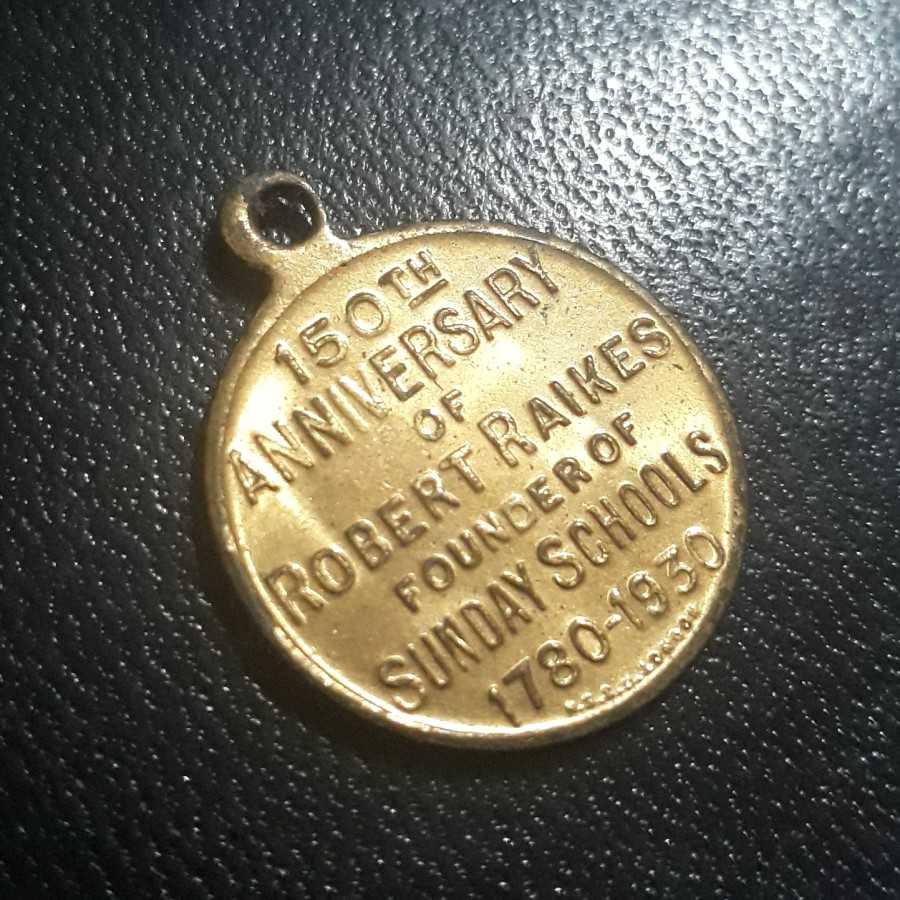 150TH
ANNIVERSARY
OF
ROBERT RAIKES
FOUNDER OF
SUNDAY SCHOOLS
1780-1930